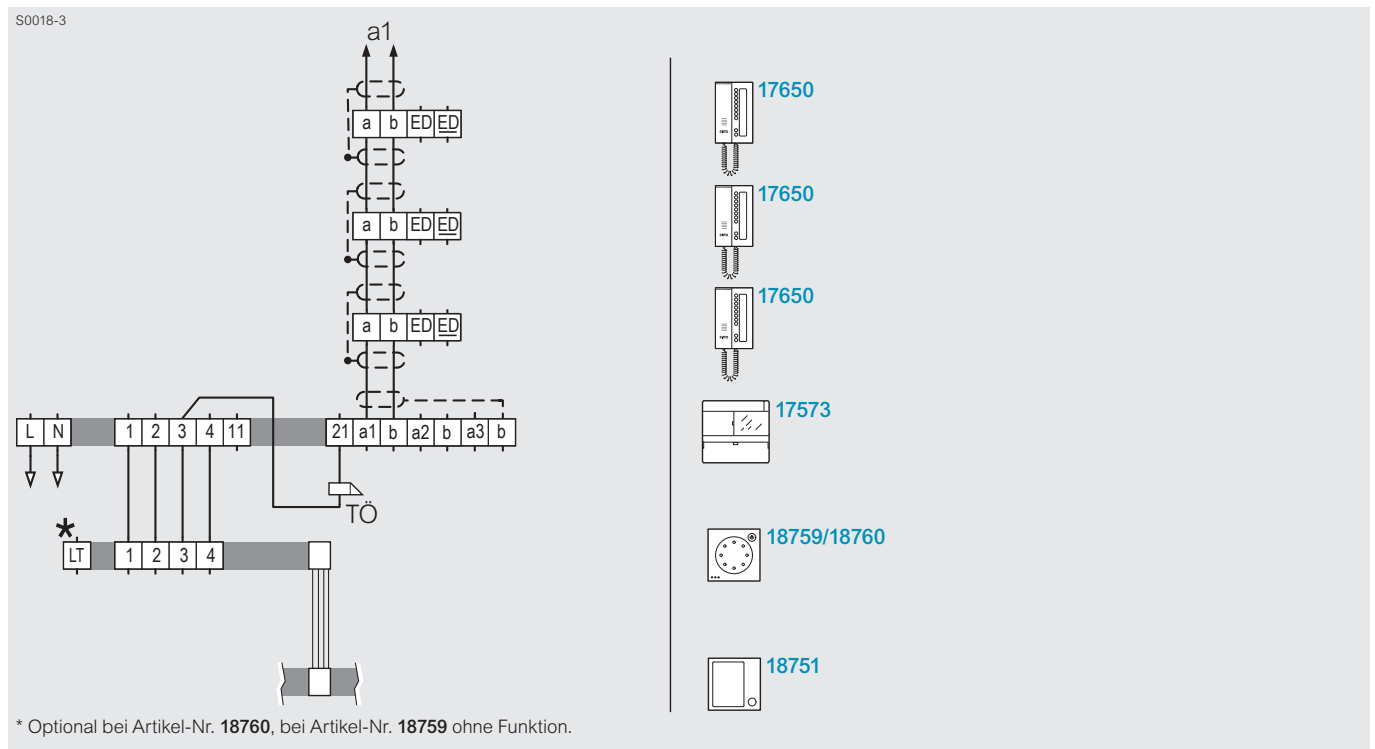 S0018-3
a1
17650
a b ED ED
17650
a b ED ED
17650
a b ED ED
17573
L N 1 2 3 4 11 21 a1 b a2 b a3 b
TÖ
*
18759/18760
LT 1 2 3 4
18751
* Optional bei Artikel-Nr. 18760, bei Artikel-Nr. 18759 ohne Funktion.